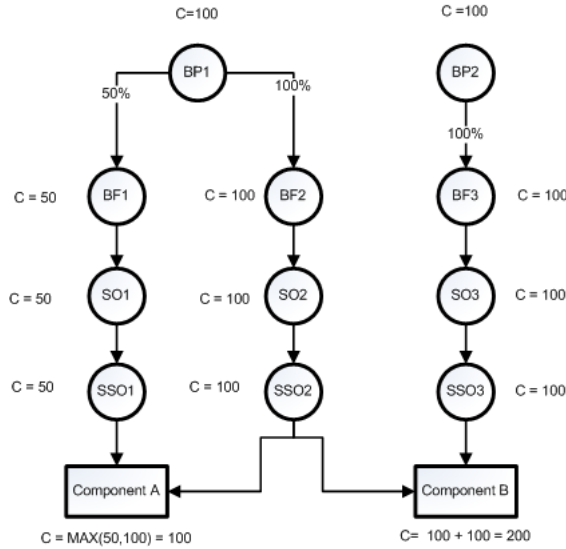 C=100
C =100
BP1
BP2
50%
100%
100%
C = 50
BF1
C = 100
BF2
BF3
C = 100
C = 50
SO1
C = 100
SO2
SO3
C = 100
C = 50
SSO1
C = 100
SSO2
SSO3
C = 100
Component A
Component B
C = MAX(50,100) = 100
C= 100 + 100 = 200